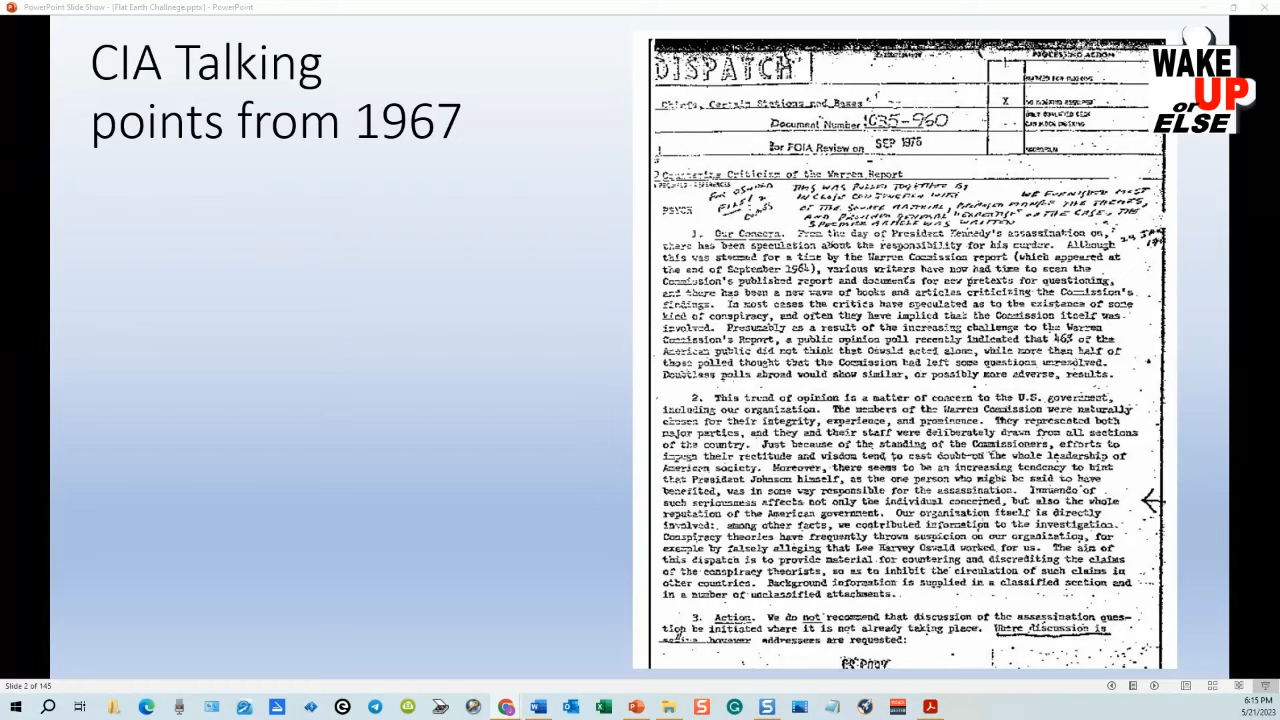 PowerPoint Slide Show - [Flat Earth Challnege.pptx] - PowerPoint
CIA Talking
points from 1967
WAKE
UP
or
ELSE
DISPATCH
PROCESSING ACTION
Chiefs, Certain Stations and Bases
X
Document Number 1035-960
for FOIA Review on SEP 1976
Countering Criticism of the Warren Report
PSYCH
1. Our Concern. From the day of President Kennedy's assassination on,
there has been speculation about the responsibility for his murder. Although
this was stemmed for a time by the Warren Commission report (which appeared at
the end of September 1964), various writers have now had time to scan the
Commission's published report and documents for new pretexts for questioning,
and there has been a new wave of books and articles criticizing the Commission's
findings. In most cases the critics have speculated as to the existence of some
kind of conspiracy, and often they have implied that the Commission itself was
involved. Presumably as a result of the increasing challenge to the Warren
Commission's Report, a public opinion poll recently indicated that 46% of the
American public did not think that Oswald acted alone, while more than half of
those polled thought that the Commission had left some questions unresolved.
Doubtless polls abroad would show similar, or possibly more adverse, results.
2. This trend of opinion is a matter of concern to the U.S. government,
including our organization. The members of the Warren Commission were naturally
chosen for their integrity, experience, and prominence. They represented both
major parties, and they and their staff were deliberately drawn from all sections
of the country. Just because of the standing of the Commissioners, efforts to
impugn their rectitude and wisdom tend to cast doubt on the whole leadership of
American society. Moreover, there seems to be an increasing tendency to hint
that President Johnson himself, as the one person who might be said to have
benefited, was in some way responsible for the assassination. Innuendo of
such seriousness affects not only the individual concerned, but also the whole
reputation of the American government. Our organization itself is directly
involved: among other facts, we contributed information to the investigation.
Conspiracy theories have frequently thrown suspicion on our organization, for
example by falsely alleging that Lee Harvey Oswald worked for us. The aim of
this dispatch is to provide material for countering and discrediting the claims
of the conspiracy theorists, so as to inhibit the circulation of such claims in
other countries. Background information is supplied in a classified section and
in a number of unclassified attachments.
3. Action. We do not recommend that discussion of the assassination ques-
tion be initiated where it is not already taking place. Where discussion is
active however addressees are requested:
Slide 2 of 145
6:15 PM
5/21/2023